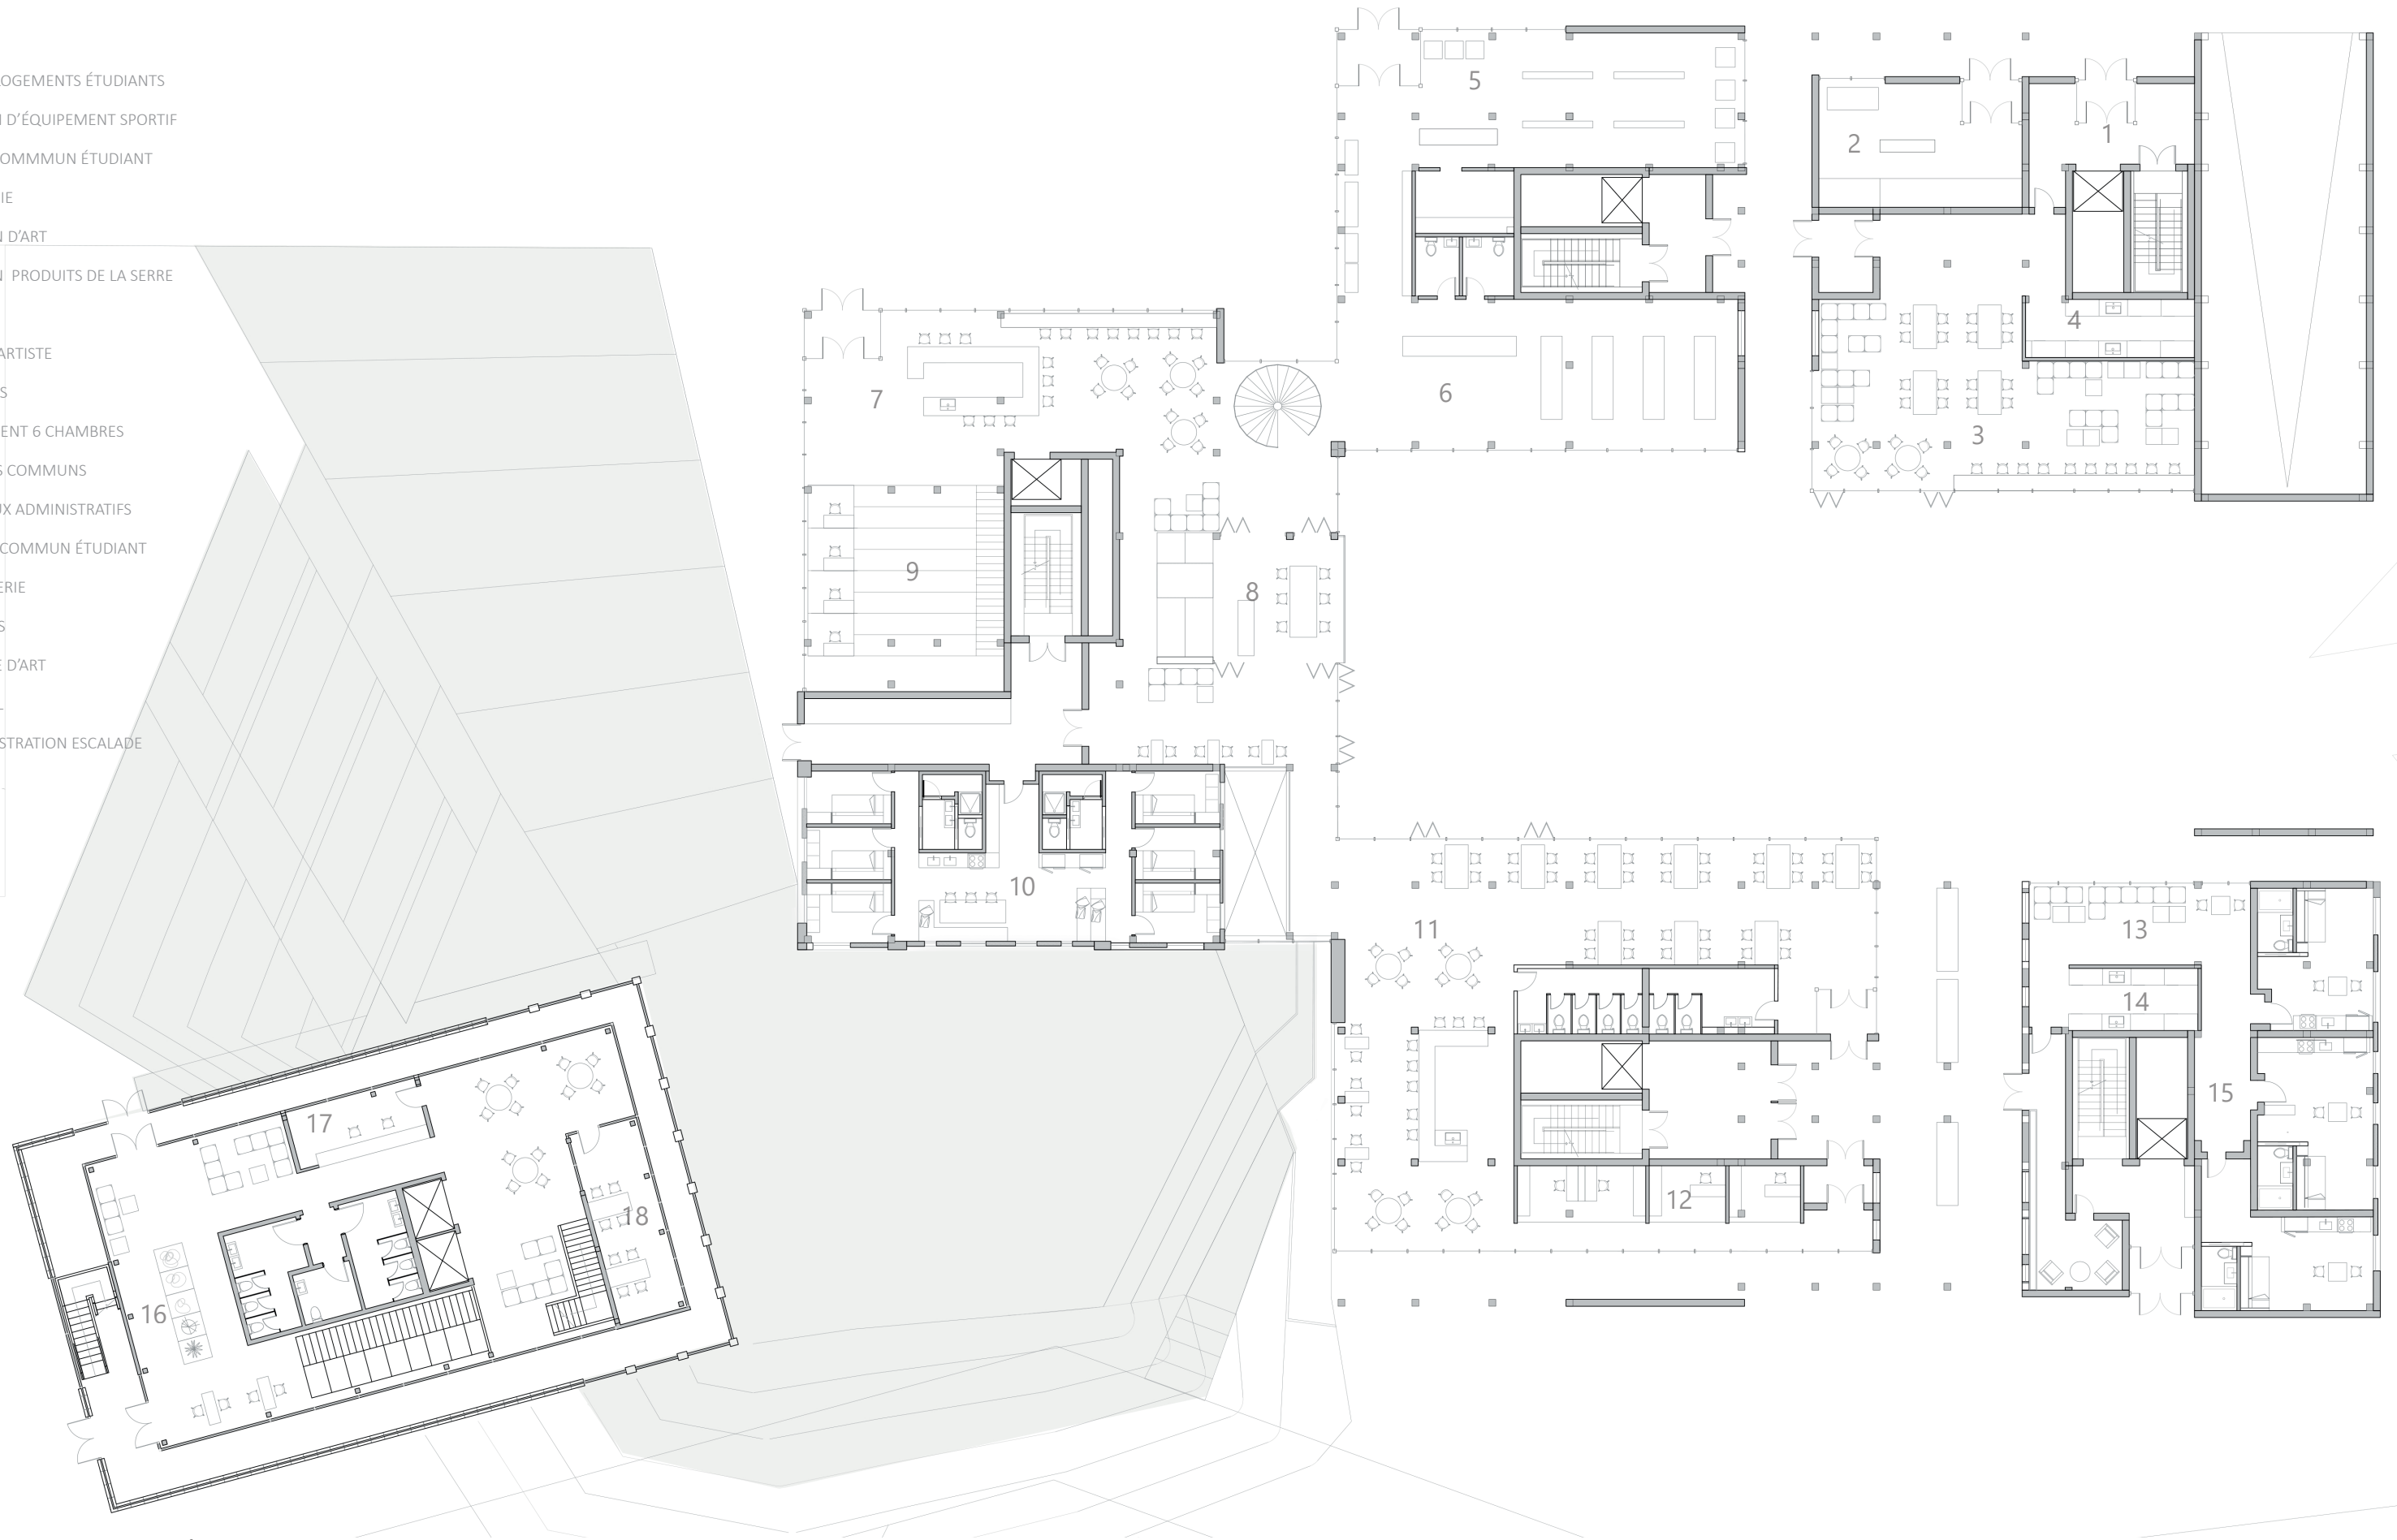 OGEMENTS ÉTUDIANTS
D’ÉQUIPEMENT SPORTIF
OMMMUN ÉTUDIANT
IE
N D’ART
N PRODUITS DE LA SERRE
ARTISTE
S
ENT 6 CHAMBRES
S COMMUNS
UX ADMINISTRATIFS
COMMUN ÉTUDIANT
ERIE
S
E D’ART
STRATION ESCALADE
1
2
3
4
5
6
7
8
9
10
11
12
13
14
15
16
17
18